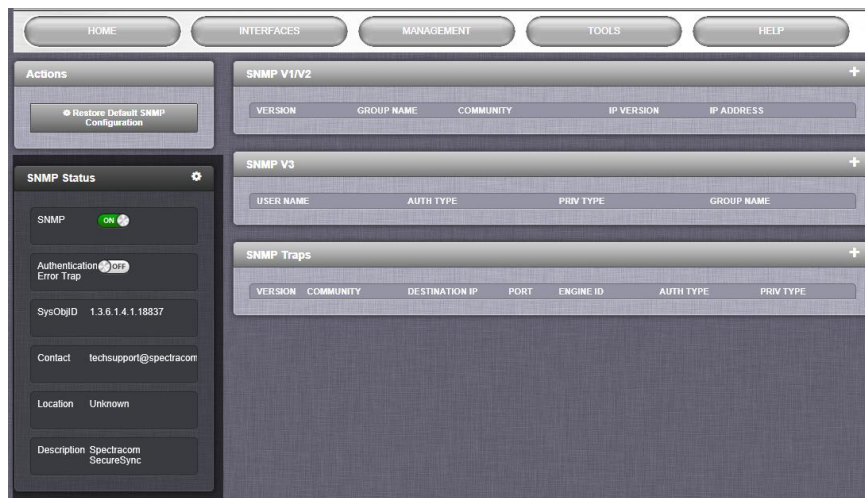 HOME INTERFACES MANAGEMENT TOOLS HELP
Actions
Restore Default SNMP
Configuration
SNMP Status
SNMP ON
Authentication OFF
Error Trap
SysObjID 1.3.6.1.4.1.18837
Contact techsupport@spectracom
Location Unknown
Description Spectracom
SecureSync
SNMP V1/V2
VERSION GROUP NAME COMMUNITY IP VERSION IP ADDRESS
SNMP V3
USER NAME AUTH TYPE PRIV TYPE GROUP NAME
SNMP Traps
VERSION COMMUNITY DESTINATION IP PORT ENGINE ID AUTH TYPE PRIV TYPE